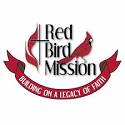 Red
Bird
Mission
BUILDING ON A LEGACY OF FAITH